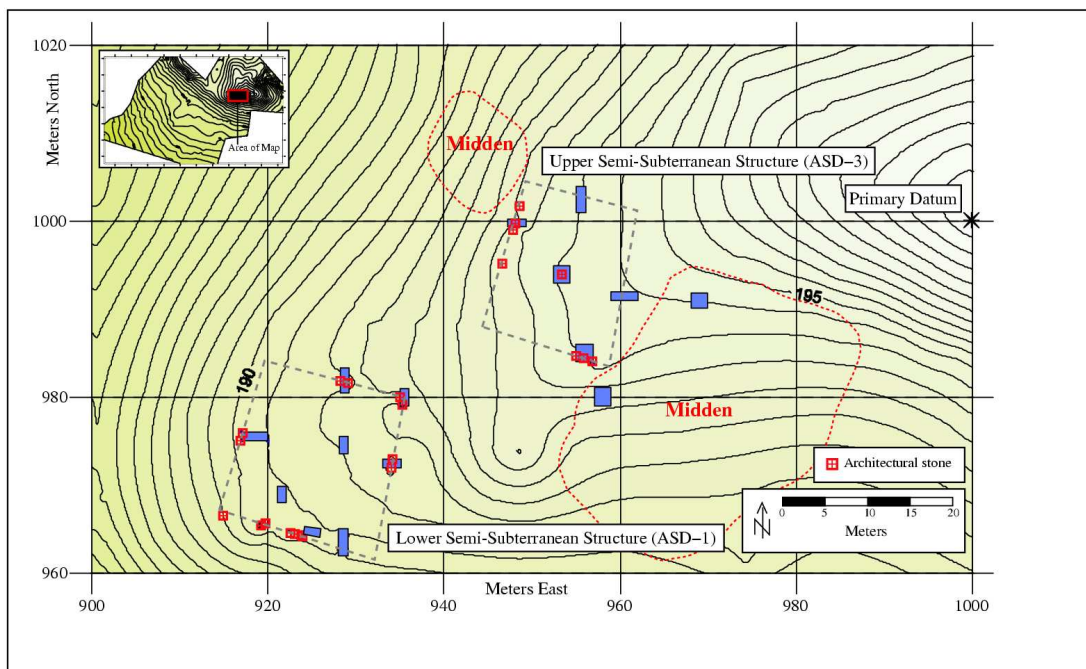 1020
Meters North
Area of Map
Midden
Upper Semi-Subterranean Structure (ASD-3)
Primary Datum
1000
195
190
980
Midden
Architectural stone
N
0 5 10 15 20
Meters
Lower Semi-Subterranean Structure (ASD-1)
960
Meters East
900 920 940 960 980 1000